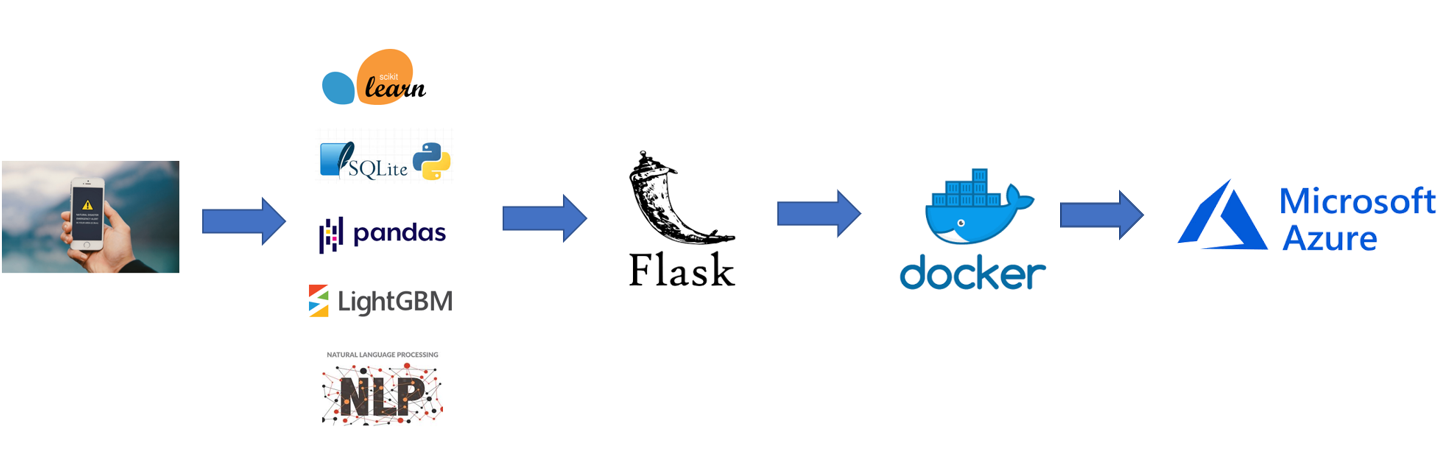 scikit
learn
SQLite
pandas
LightGBM
NATURAL LANGUAGE PROCESSING
NLP
Flask
docker
Microsoft
Azure